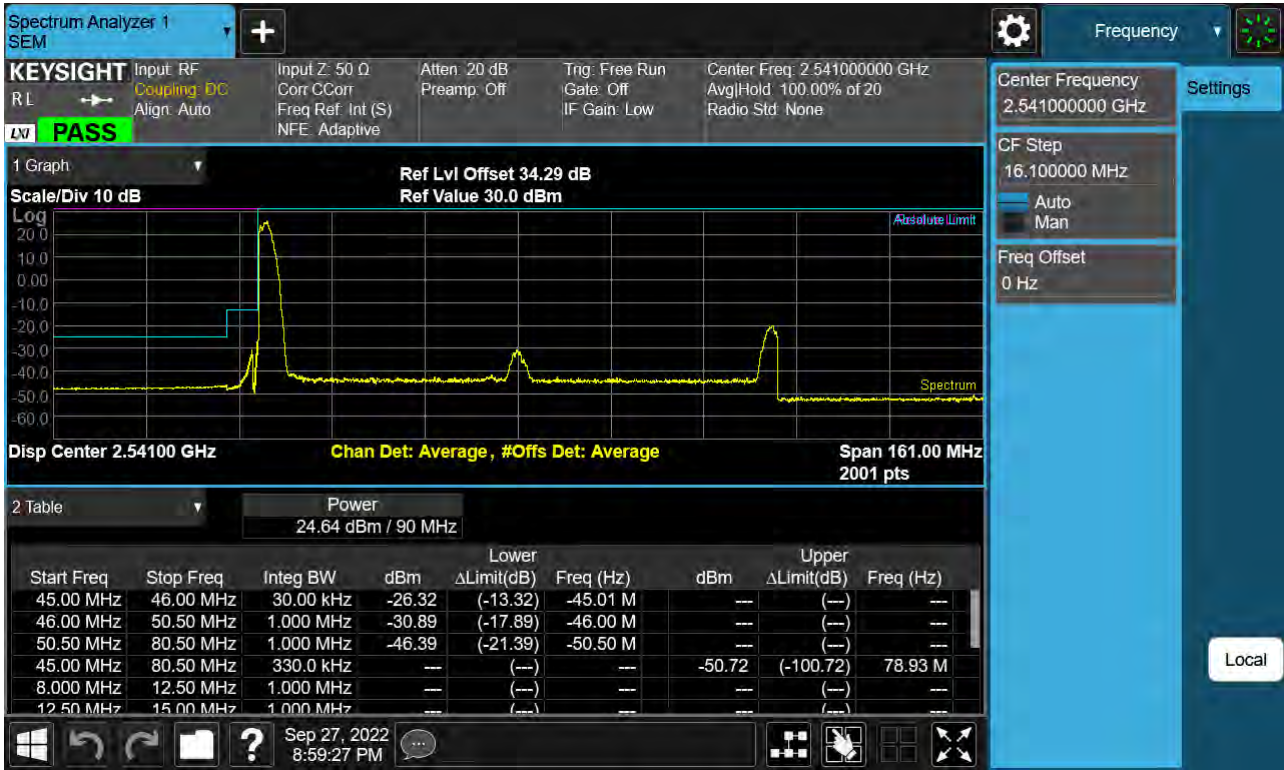 Spectrum Analyzer 1
SEM
Frequency
KEYSIGHT
R L
LXI
PASS
Input: RF
Coupling: DC
Align: Auto
Input Z: 50 Ω
Corr CCorr
Freq Ref: Int (S)
NFE: Adaptive
Atten: 20 dB
Preamp: Off
Trig: Free Run
Gate: Off
IF Gain: Low
Center Freq: 2.541000000 GHz
Avg|Hold: 100.00% of 20
Radio Std: None
Center Frequency
2.541000000 GHz
Settings
CF Step
16.100000 MHz
Auto
Man
Freq Offset
0 Hz
Local
1 Graph
Scale/Div 10 dB
Ref Lvl Offset 34.29 dB
Ref Value 30.0 dBm
Log
20.0
10.0
0.00
-10.0
-20.0
-30.0
-40.0
-50.0
-60.0
Absolute Limit
Spectrum
Disp Center 2.54100 GHz
Chan Det: Average, #Offs Det: Average
Span 161.00 MHz
2001 pts
2 Table
Power
24.64 dBm / 90 MHz
Lower Upper
Start Freq Stop Freq Integ BW dBm ΔLimit(dB) Freq (Hz) dBm ΔLimit(dB) Freq (Hz)
45.00 MHz 46.00 MHz 30.00 kHz -26.32 (-13.32) -45.01 M --- (---) ---
46.00 MHz 50.50 MHz 1.000 MHz -30.89 (-17.89) -46.00 M --- (---) ---
50.50 MHz 80.50 MHz 1.000 MHz -46.39 (-21.39) -50.50 M --- (---) ---
45.00 MHz 80.50 MHz 330.0 kHz --- (---) --- -50.72 (-100.72) 78.93 M
8.000 MHz 12.50 MHz 1.000 MHz --- (---) --- --- (---) ---
12.50 MHz 15.00 MHz 1.000 MHz --- (---) --- --- (---) ---
Sep 27, 2022
8:59:27 PM